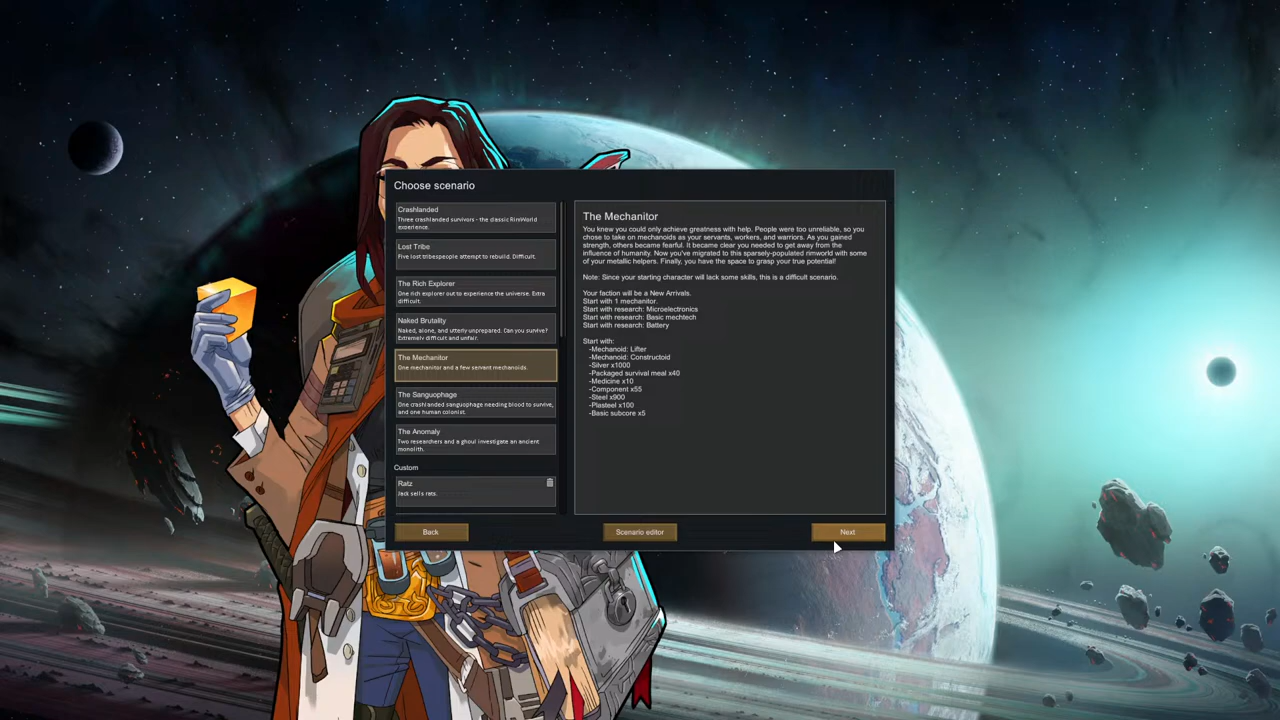 Choose scenario
Crashlanded
Three crashlanded survivors - the classic RimWorld
experience.
Lost Tribe
Five lost tribespeople attempt to rebuild. Difficult.
The Rich Explorer
One rich explorer out to experience the universe. Extra
difficult.
Naked Brutality
Naked, alone, and utterly unprepared. Can you survive?
Extremely difficult and unfair.
The Mechanitor
One mechanitor and a few servant mechanoids.
The Sanguophage
One crashlanded sanguophage needing blood to survive,
and one human colonist.
The Anomaly
Two researchers and a ghoul investigate an ancient
monolith.
Custom
Ratz
Jack sells rats.
The Mechanitor
You knew you could only achieve greatness with help. People were too unreliable, so you
chose to take on mechanoids as your servants, workers, and warriors. As you gained
strength, others became fearful. It became clear you needed to get away from the
influence of humanity. Now you've migrated to this sparsely-populated rimworld with some
of your metallic helpers. Finally, you have the space to grasp your true potential!
Note: Since your starting character will lack some skills, this is a difficult scenario.
Your faction will be a New Arrivals.
Start with 1 mechanitor.
Start with research: Microelectronics
Start with research: Basic mechtech
Start with research: Battery
Start with:
-Mechanoid: Lifter
-Mechanoid: Constructoid
-Silver x1000
-Packaged survival meal x40
-Medicine x10
-Component x55
-Steel x900
-Plasteel x100
-Basic subcore x5
Back
Scenario editor
Next